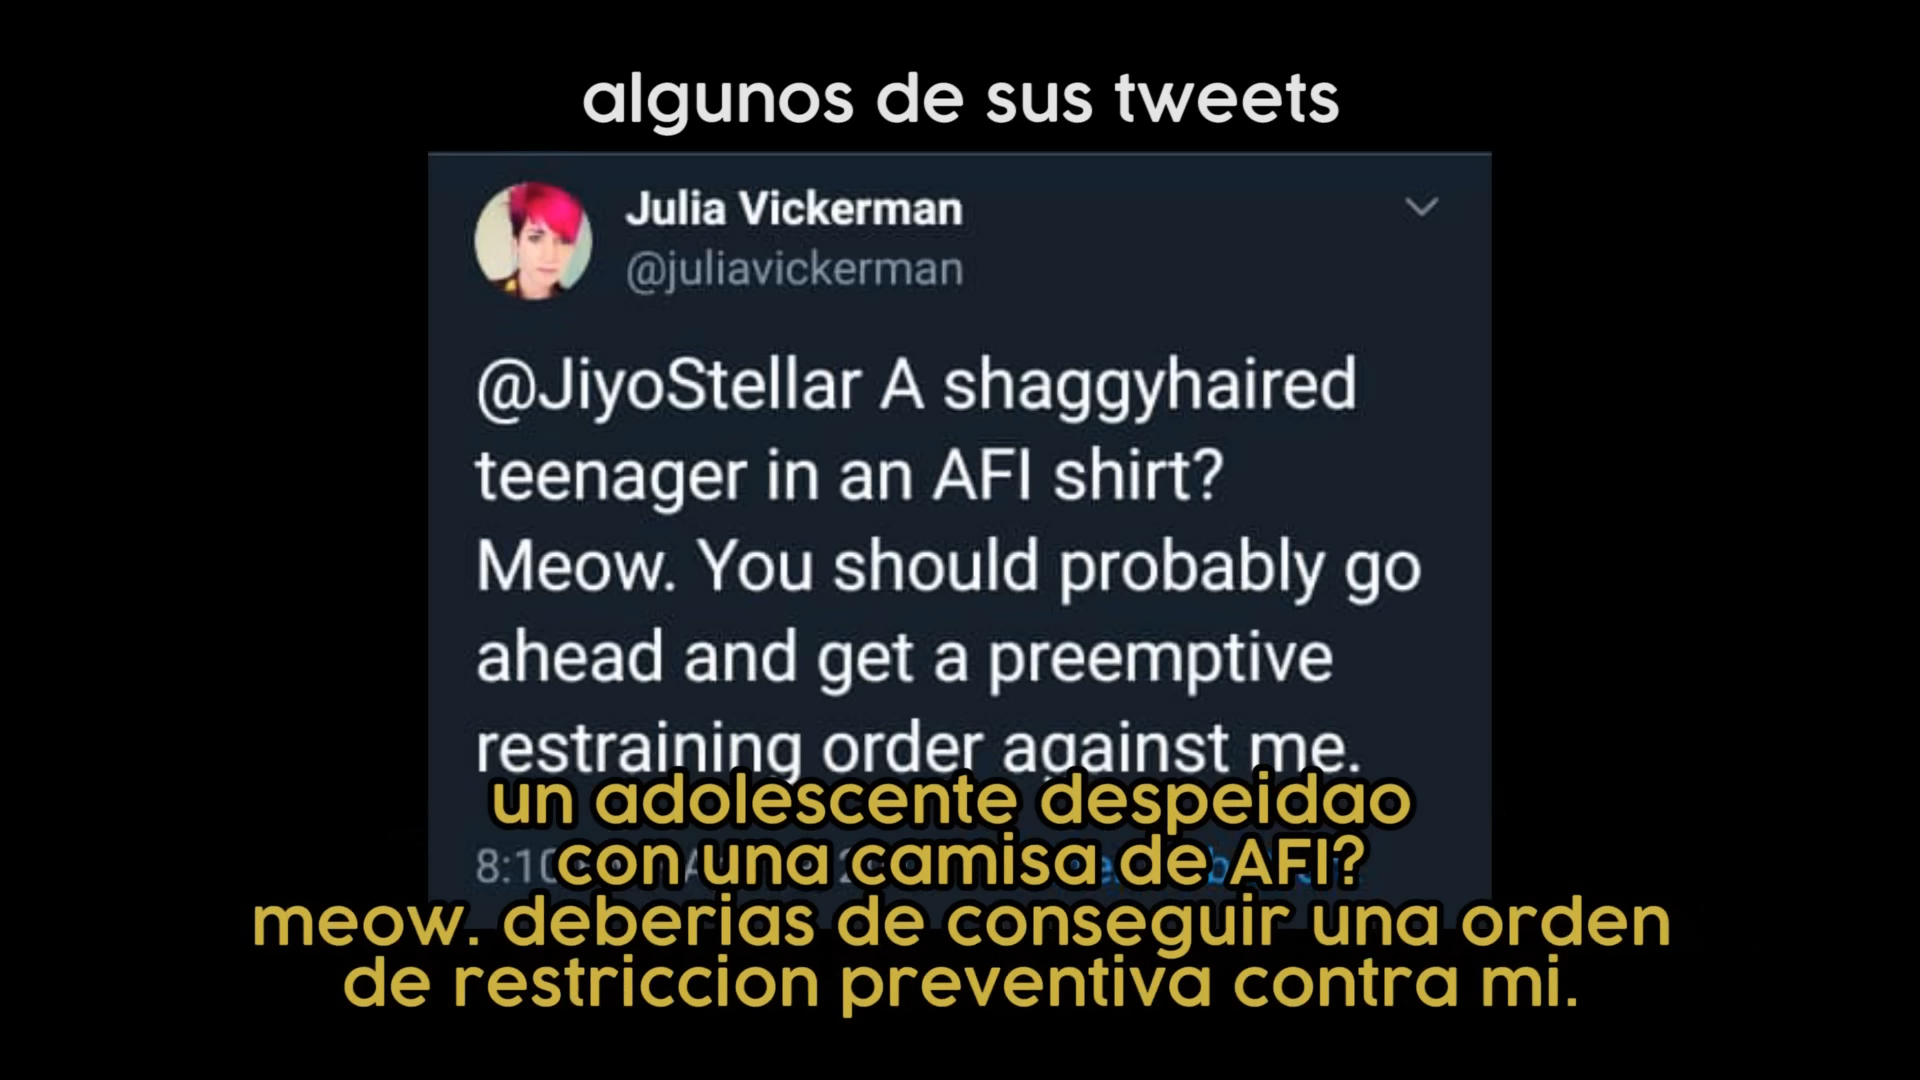 algunos de sus tweets
Julia Vickerman
@juliavickerman
@JiyoStellar A shaggyhaired
teenager in an AFI shirt?
Meow. You should probably go
ahead and get a preemptive
restraining order against me.
un adolescente despeidao
8:10
con una camisa de AFI?
meow. deberias de conseguir una orden
de restriccion preventiva contra mi.